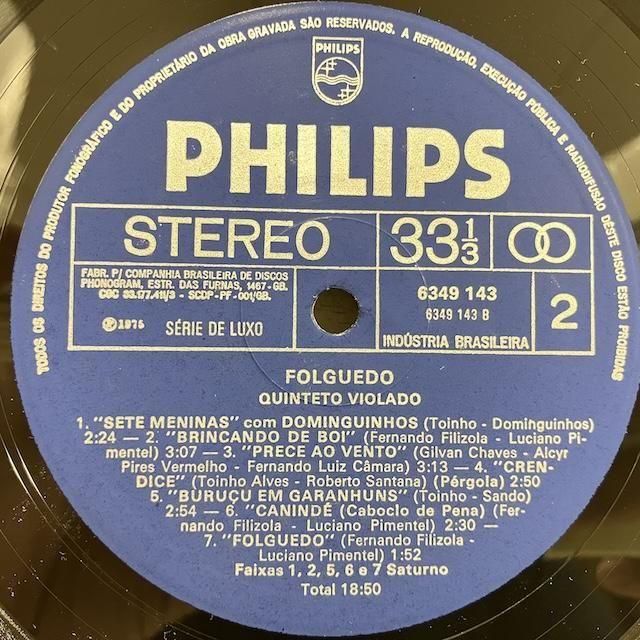 TODOS OS DIREITOS DO PRODUTOR FONOGRÁFICO E DO PROPRIETÁRIO DA OBRA GRAVADA SÃO RESERVADOS. A REPRODUÇÃO, EXECUÇÃO PÚBLICA E RADIODIFUSÃO DÊSTE DISCO ESTÃO PROIBIDAS
PHILIPS
PHILIPS
STEREO
33 1/3
FABR. P/ COMPANHIA BRASILEIRA DE DISCOS
PHONOGRAM, ESTR. DAS FURNAS, 1467-GB.
CGC 33.177.411/3 - SCDP-PF-001/GB.
℗ 1975 SÉRIE DE LUXO
6349 143
6349 143 B
INDÚSTRIA BRASILEIRA
2
FOLGUEDO
QUINTETO VIOLADO
1. "SETE MENINAS" com DOMINGUINHOS (Toinho - Dominguinhos)
2:24 — 2. "BRINCANDO DE BOI" (Fernando Filizola - Luciano Pi-
mentel) 3:07 — 3. "PRECE AO VENTO" (Gilvan Chaves - Alcyr
Pires Vermelho - Fernando Luiz Câmara) 3:13 — 4. "CREN-
DICE" (Toinho Alves - Roberto Santana) (Pérgola) 2:50
5. "BURUÇU EM GARANHUNS" (Toinho - Sando)
2:54 — 6. "CANINDÉ (Caboclo de Pena) (Fer-
nando Filizola - Luciano Pimentel) 2:30 —
7. "FOLGUEDO" (Fernando Filizola -
Luciano Pimentel) 1:52
Faixas 1, 2, 5, 6 e 7 Saturno
Total 18:50